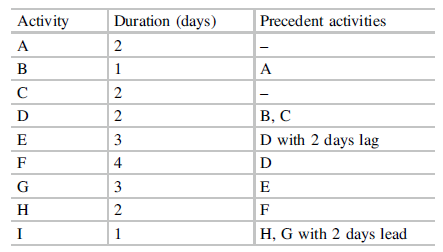 Activity Duration (days) Precedent activities
A 2 –
B 1 A
C 2 –
D 2 B, C
E 3 D with 2 days lag
F 4 D
G 3 E
H 2 F
I 1 H, G with 2 days lead